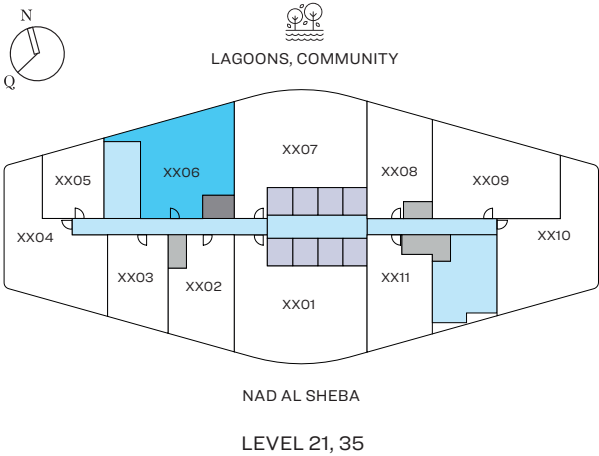 N
Q
LAGOONS, COMMUNITY
XX07
XX06
XX08
XX05
XX09
XX04
XX10
XX03
XX02
XX11
XX01
NAD AL SHEBA
LEVEL 21, 35